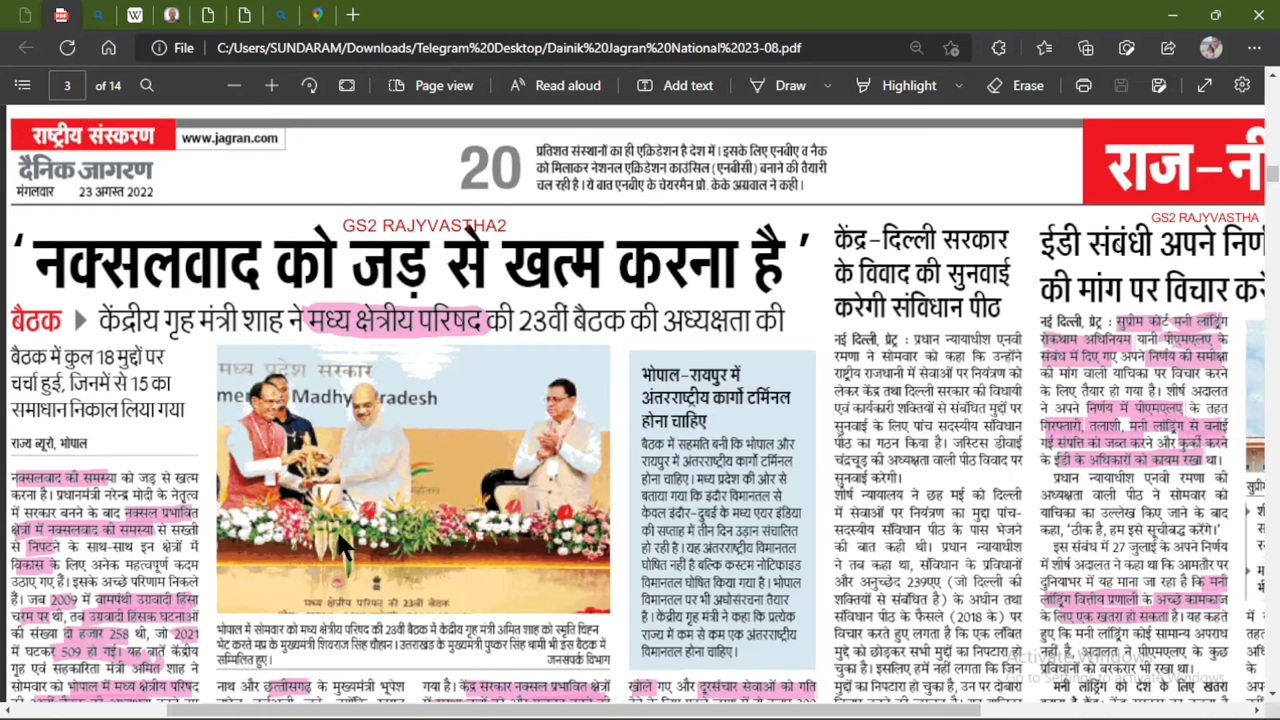 File C:/Users/SUNDARAM/Downloads/Telegram%20Desktop/Dainik%20Jagran%20National%202023-08.pdf
3 of 14 Page view Read aloud Add text Draw Highlight Erase
राष्ट्रीय संस्करण
www.jagran.com
दैनिक जागरण
मंगलवार 23 अगस्त 2022
20
प्रतिशत संस्थानों का ही एक्रिडेशन है देश में। इसके लिए एनबीए व नैक
को मिलाकर नेशनल एक्रिडेशन काउंसिल (एनबीसी) बनाने की तैयारी
चल रही है। ये बात एनबीए के चेयरमैन प्रो. केके अग्रवाल ने कही।
राज-नी
GS2 RAJYVASTHA2
‘नक्सलवाद को जड़ से खत्म करना है’
बैठक केंद्रीय गृह मंत्री शाह ने मध्य क्षेत्रीय परिषद की 23वीं बैठक की अध्यक्षता की
बैठक में कुल 18 मुद्दों पर
चर्चा हुई, जिनमें से 15 का
समाधान निकाल लिया गया
राज्य ब्यूरो, भोपाल
नक्सलवाद की समस्या को जड़ से खत्म
करना है। प्रधानमंत्री नरेन्द्र मोदी के नेतृत्व
में सरकार बनने के बाद नक्सल प्रभावित
क्षेत्रों में नक्सलवाद की समस्या से सख्ती
से निपटने के साथ-साथ इन क्षेत्रों में
विकास के लिए अनेक महत्वपूर्ण कदम
उठाए गए हैं। इसके अच्छे परिणाम निकले
है। जब 2009 में वामपंथी उग्रवादी हिंसा
चरम पर थी, तब उग्रवादी हिंसक घटनाओं
की संख्या दो हजार 258 थी, जो 2021
में घटकर 509 हो गई। यह बातें केंद्रीय
गृह एवं सहकारिता मंत्री अमित शाह ने
सोमवार को भोपाल में मध्य क्षेत्रीय परिषद
मध्य प्रदेश सरकार
Madhya Pradesh
मध्य क्षेत्रीय परिषद की 23वीं बैठक
भोपाल में सोमवार को मध्य क्षेत्रीय परिषद की 23वीं बैठक में केंद्रीय गृह मंत्री अमित शाह को स्मृति चिह्न
भेंट करते मप्र के मुख्यमंत्री शिवराज सिंह चौहान। उत्तराखंड के मुख्यमंत्री पुष्कर सिंह धामी भी इस बैठक में
सम्मिलित हुए। जनसंपर्क विभाग
नाथ और छत्तीसगढ़ के मुख्यमंत्री भूपेश
गया है। केंद्र सरकार नक्सल प्रभावित क्षेत्रों
भोपाल-रायपुर में
अंतरराष्ट्रीय कार्गो टर्मिनल
होना चाहिए
बैठक में सहमति बनी कि भोपाल और
रायपुर में अंतरराष्ट्रीय कार्गो टर्मिनल
होना चाहिए। मध्य प्रदेश की ओर से
बताया गया कि इंदौर विमानतल से
केवल इंदौर-दुबई के मध्य एयर इंडिया
की सप्ताह में तीन दिन उड़ान संचालित
हो रही है। यह अंतरराष्ट्रीय विमानतल
घोषित नहीं है बल्कि कस्टम नोटिफाइड
विमानतल घोषित किया गया है। भोपाल
विमानतल पर भी अधोसंरचना तैयार
है। केंद्रीय गृह मंत्री ने कहा कि प्रत्येक
राज्य में कम से कम एक अंतरराष्ट्रीय
विमानतल होना चाहिए।
खोले गए और दूरसंचार सेवाओं को गति
केंद्र-दिल्ली सरकार
के विवाद की सुनवाई
करेगी संविधान पीठ
नई दिल्ली, प्रेट्र : प्रधान न्यायाधीश एनवी
रमणा ने सोमवार को कहा कि उन्होंने
राष्ट्रीय राजधानी में सेवाओं पर नियंत्रण को
लेकर केंद्र तथा दिल्ली सरकार की विधायी
एवं कार्यकारी शक्तियों से संबंधित मुद्दों पर
सुनवाई के लिए पांच सदस्यीय संविधान
पीठ का गठन किया है। जस्टिस डीवाई
चंद्रचूड़ की अध्यक्षता वाली पीठ विवाद पर
सुनवाई करेगी।
शीर्ष न्यायालय ने छह मई को दिल्ली
में सेवाओं पर नियंत्रण का मुद्दा पांच-
सदस्यीय संविधान पीठ के पास भेजने
की बात कही थी। प्रधान न्यायाधीश
ने तब कहा था, संविधान के प्रविधानों
और अनुच्छेद 239एए (जो दिल्ली की
शक्तियों से संबंधित है) के अधीन तथा
संविधान पीठ के फैसले (2018 के) पर
विचार करते हुए लगता है कि एक लंबित
मुद्दे को छोड़कर सभी मुद्दों का निपटारा हो
चुका है। इसलिए हमें नहीं लगता कि जिन
मुद्दों का निपटारा हो चुका है, उन पर दोबारा
GS2 RAJYVASTHA
ईडी संबंधी अपने निर्ण
की मांग पर विचार करे
नई दिल्ली, प्रेट्र : सुप्रीम कोर्ट मनी लांड्रिंग
रोकथाम अधिनियम यानी पीएमएलए के
संबंध में दिए गए अपने निर्णय की समीक्षा
की मांग वाली याचिका पर विचार करने
के लिए तैयार हो गया है। शीर्ष अदालत
ने अपने निर्णय में पीएमएलए के तहत
गिरफ्तारी, तलाशी, मनी लांड्रिंग से बनाई
गई संपत्ति को जब्त करने और कुर्की करने
के ईडी के अधिकारों को कायम रखा था।
प्रधान न्यायाधीश एनवी रमणा की
अध्यक्षता वाली पीठ ने सोमवार को
याचिका का उल्लेख किए जाने के बाद
कहा, ‘ठीक है, हम इसे सूचीबद्ध करेंगे।’
इस संबंध में 27 जुलाई के अपने निर्णय
में शीर्ष अदालत ने कहा था कि आमतौर पर
दुनियाभर में यह माना जा रहा है कि मनी
लांड्रिंग वित्तीय प्रणाली के अच्छे कामकाज
के लिए एक खतरा हो सकता है। यह कहते
हुए कि मनी लांड्रिंग कोई सामान्य अपराध
नहीं है, अदालत ने पीएमएलए के कुछ
प्रविधानों को बरकरार भी रखा था।
मनी लांड्रिंग को देश के लिए खतरा
Activate Windows
Go to Settings to activate Windows.